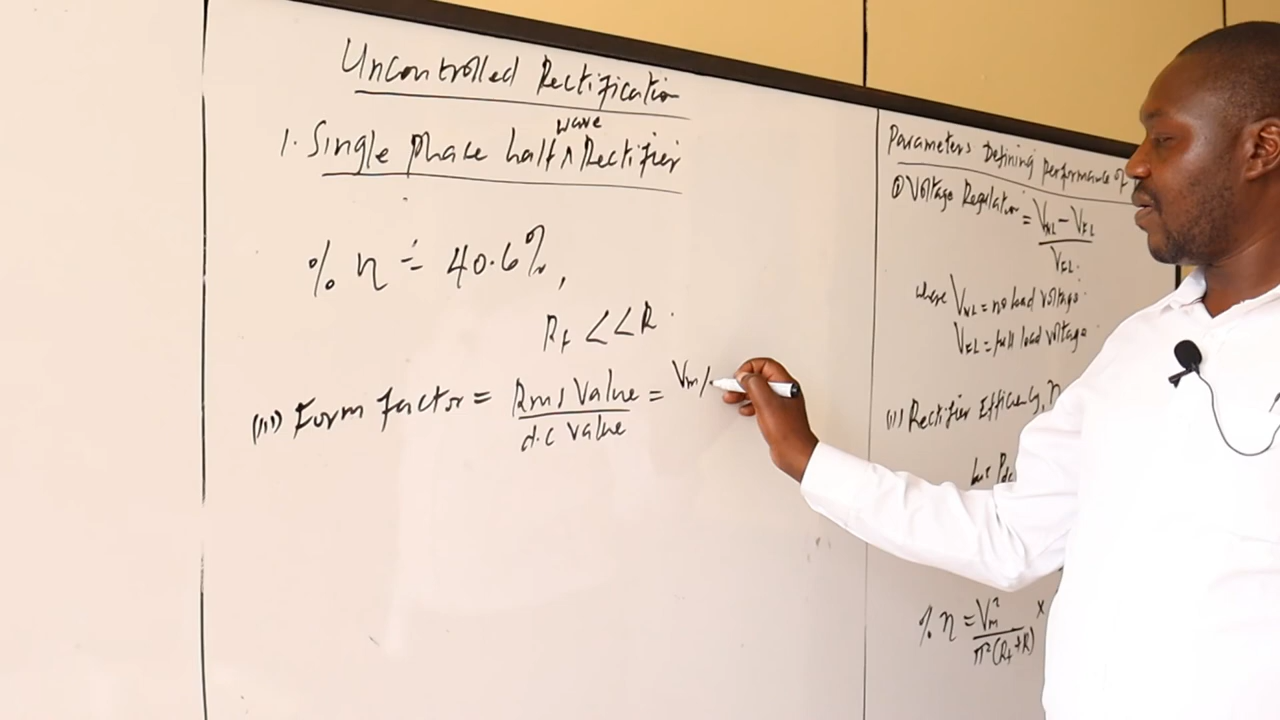 Uncontrolled Rectification
1. Single phase half wave Rectifier
% η ≐ 40.6%,
Rf << R.
(iii) Form factor = Rms Value / d.c value = Vm/
Parameters Defining performance of
(i) Voltage Regulation = VNL - VFL / VFL.
where VNL = no load voltage.
VFL = full load voltage
(ii) Rectifier Efficiency, η
but Pdc
% η = Vm² / π²(Rf + R) ×